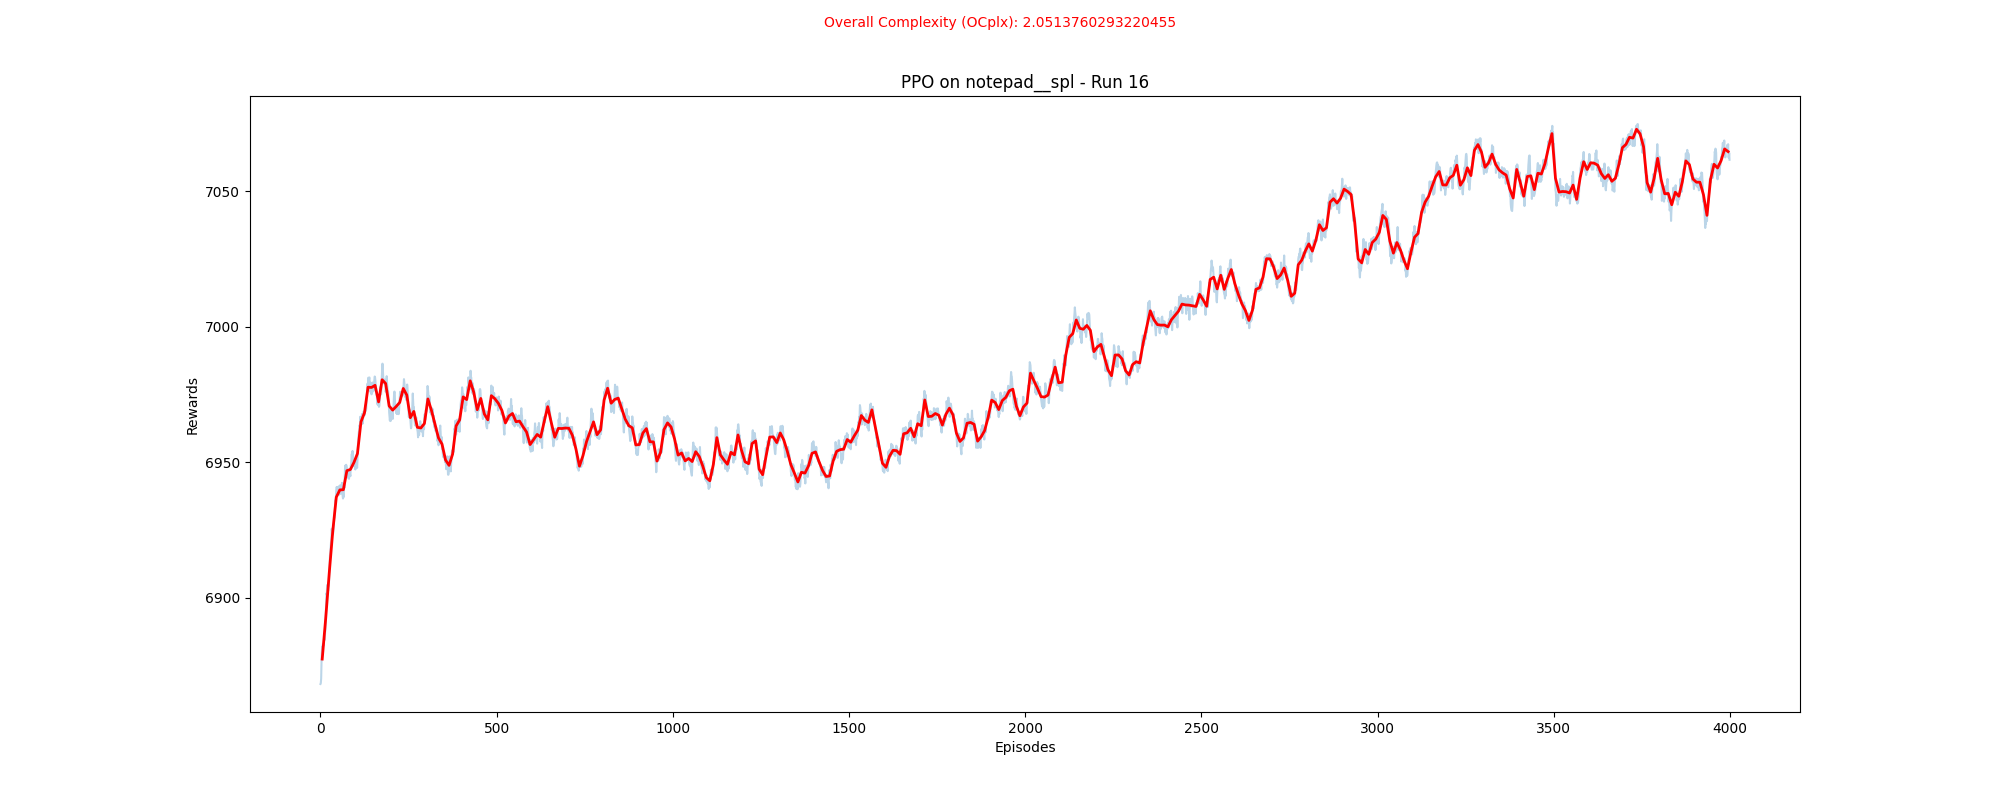 Overall Complexity (OCplx): 2.0513760293220455
PPO on notepad__spl - Run 16
7050
7000
6950
6900
Rewards
0 500 1000 1500 2000 2500 3000 3500 4000
Episodes